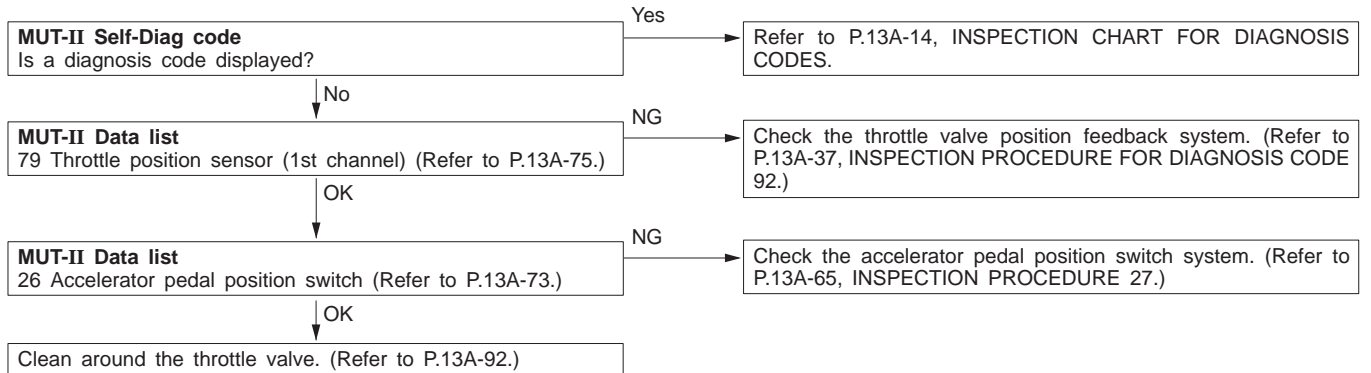 Yes
MUT-II Self-Diag code
Is a diagnosis code displayed?
Refer to P.13A-14, INSPECTION CHART FOR DIAGNOSIS
CODES.
No
MUT-II Data list
79 Throttle position sensor (1st channel) (Refer to P.13A-75.)
NG
Check the throttle valve position feedback system. (Refer to
P.13A-37, INSPECTION PROCEDURE FOR DIAGNOSIS CODE
92.)
OK
MUT-II Data list
26 Accelerator pedal position switch (Refer to P.13A-73.)
NG
Check the accelerator pedal position switch system. (Refer to
P.13A-65, INSPECTION PROCEDURE 27.)
OK
Clean around the throttle valve. (Refer to P.13A-92.)